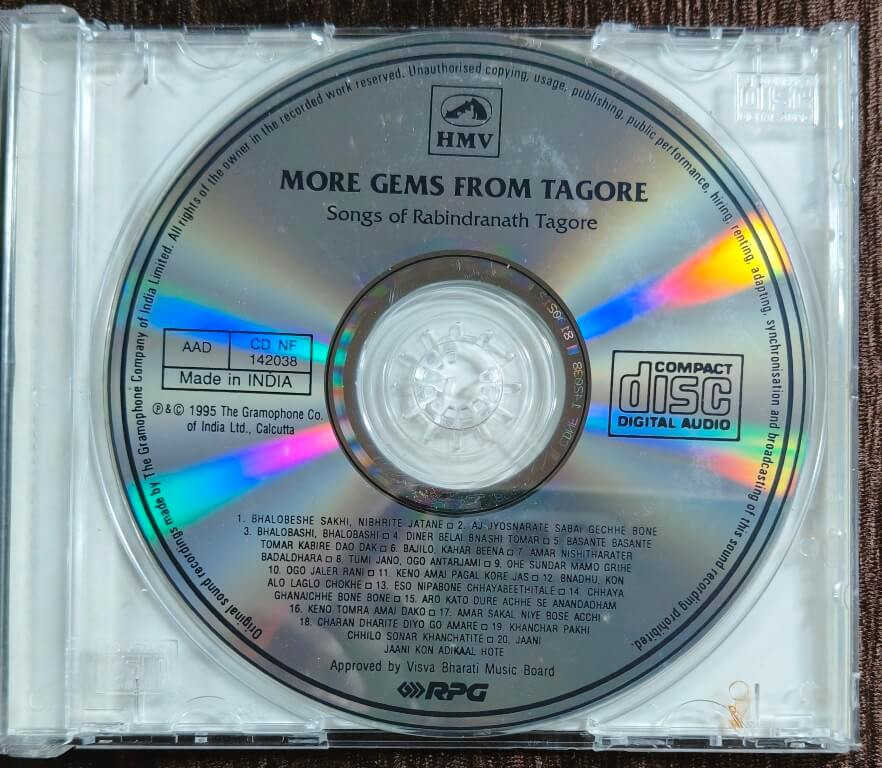 Original sound recordings made by The Gramophone Company of India Limited. All rights of the owner in the recorded work reserved. Unauthorised copying, usage, publishing, public performance, hiring, renting, adapting, synchronisation and broadcasting of this sound recording prohibited.
HMV
MORE GEMS FROM TAGORE
Songs of Rabindranath Tagore
AAD
CD NF
142038
Made in INDIA
COMPACT
disc
DIGITAL AUDIO
℗ & © 1995 The Gramophone Co.
of India Ltd., Calcutta
1. BHALOBESHE SAKHI, NIBHRITE JATANE □ 2. AJ JYOSNARATE SABAI GECHHE BONE
3. BHALOBASHI, BHALOBASHI □ 4. DINER BELAI BNASHI TOMAR □ 5. BASANTE BASANTE
TOMAR KABIRE DAO DAK □ 6. BAJILO, KAHAR BEENA □ 7. AMAR NISHITHARATER
BADALDHARA □ 8. TUMI JANO, OGO ANTARJAMI □ 9. OHE SUNDAR MAMO GRIHE
10. OGO JALER RANI □ 11. KENO AMAI PAGAL KORE JAS □ 12. BNADHU, KON
ALO LAGLO CHOKHE □ 13. ESO NIPABONE CHHAYABEETHITALE □ 14. CHHAYA
GHANAICHHE BONE BONE □ 15. ARO KATO DURE ACHHE SE ANANDADHAM
16. KENO TOMRA AMAI DAKO □ 17. AMAR SAKAL NIYE BOSE ACCHI
18. CHARAN DHARITE DIYO GO AMARE □ 19. KHANCHAR PAKHI
CHHILO SONAR KHANCHATITE □ 20. JAANI
JAANI KON ADIKAAL HOTE
Approved by Visva Bharati Music Board
RPG